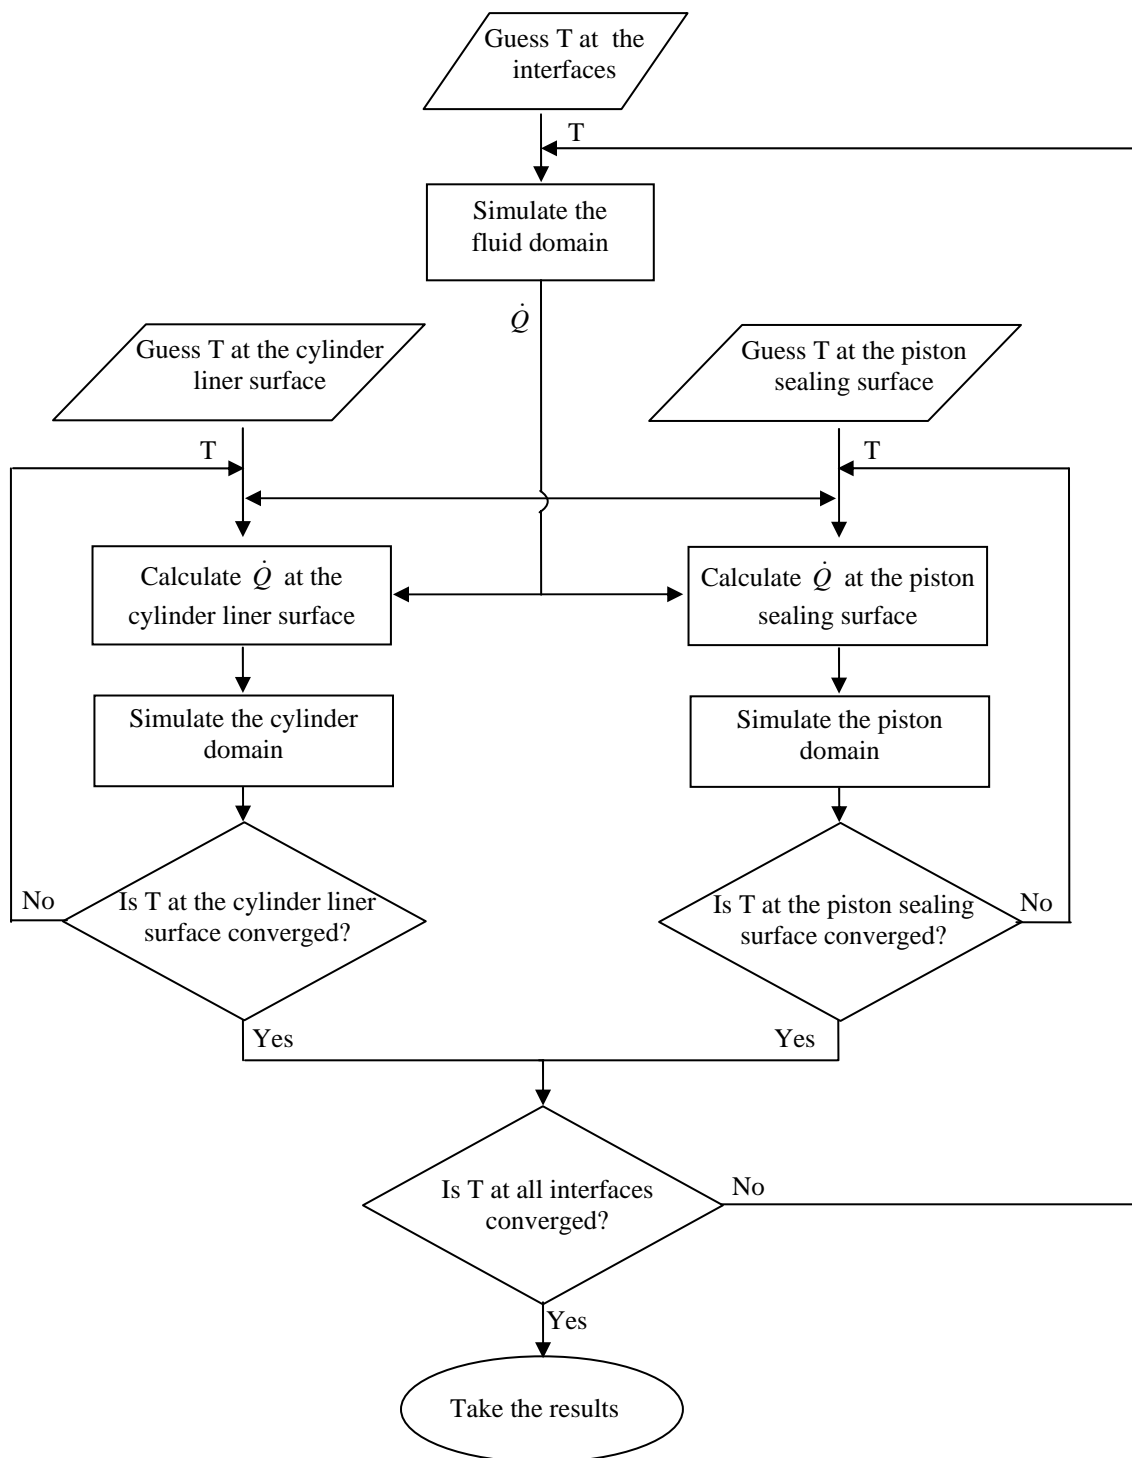 Guess T at the
interfaces
T
Simulate the
fluid domain
Q̇
Guess T at the cylinder
liner surface
Guess T at the piston
sealing surface
T
T
Calculate Q̇ at the
cylinder liner surface
Calculate Q̇ at the piston
sealing surface
Simulate the cylinder
domain
Simulate the piston
domain
No
Is T at the cylinder liner
surface converged?
Is T at the piston sealing
surface converged?
No
Yes
Yes
Is T at all interfaces
converged?
No
Yes
Take the results